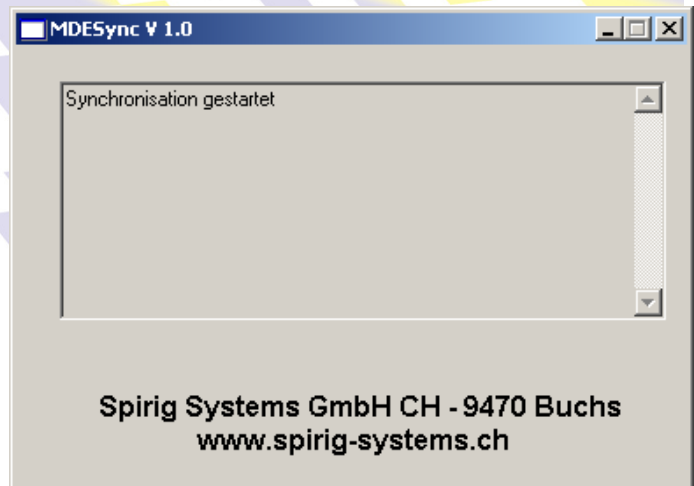 MDESync V 1.0
Synchronisation gestartet
Spirig Systems GmbH CH - 9470 Buchs
www.spirig-systems.ch